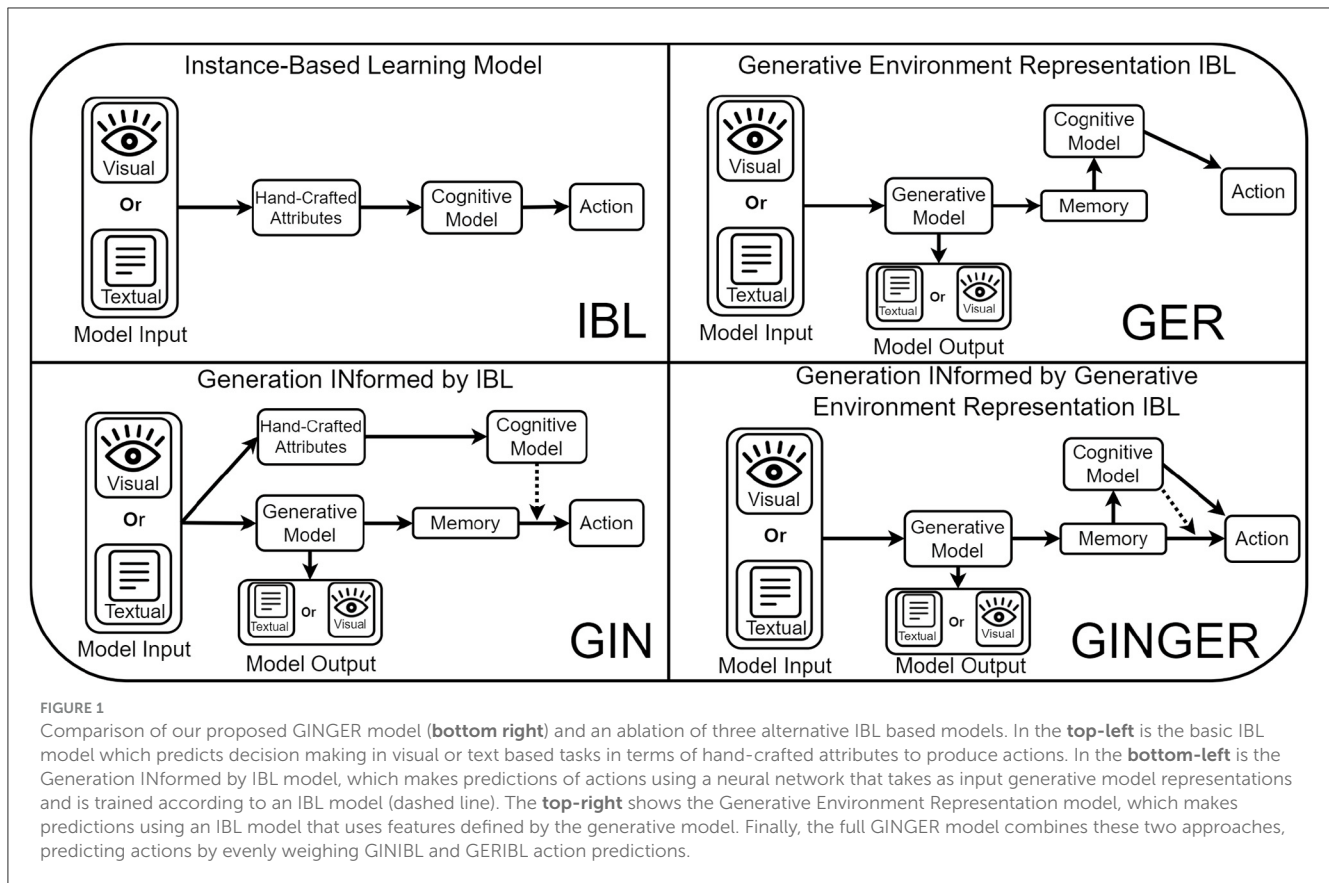 Instance-Based Learning Model
Visual
Or
Textual
Model Input
Hand-Crafted
Attributes
Cognitive
Model
Action
IBL
Generative Environment Representation IBL
Visual
Or
Textual
Model Input
Generative
Model
Textual
Or
Visual
Model Output
Memory
Cognitive
Model
Action
GER
Generation INformed by IBL
Visual
Or
Textual
Model Input
Hand-Crafted
Attributes
Cognitive
Model
Generative
Model
Memory
Action
Textual
Or
Visual
Model Output
GIN
Generation INformed by Generative
Environment Representation IBL
Visual
Or
Textual
Model Input
Generative
Model
Memory
Cognitive
Model
Action
Textual
Or
Visual
Model Output
GINGER
FIGURE 1
Comparison of our proposed GINGER model (bottom right) and an ablation of three alternative IBL based models. In the top-left is the basic IBL
model which predicts decision making in visual or text based tasks in terms of hand-crafted attributes to produce actions. In the bottom-left is the
Generation INformed by IBL model, which makes predictions of actions using a neural network that takes as input generative model representations
and is trained according to an IBL model (dashed line). The top-right shows the Generative Environment Representation model, which makes
predictions using an IBL model that uses features defined by the generative model. Finally, the full GINGER model combines these two approaches,
predicting actions by evenly weighing GINIBL and GERIBL action predictions.